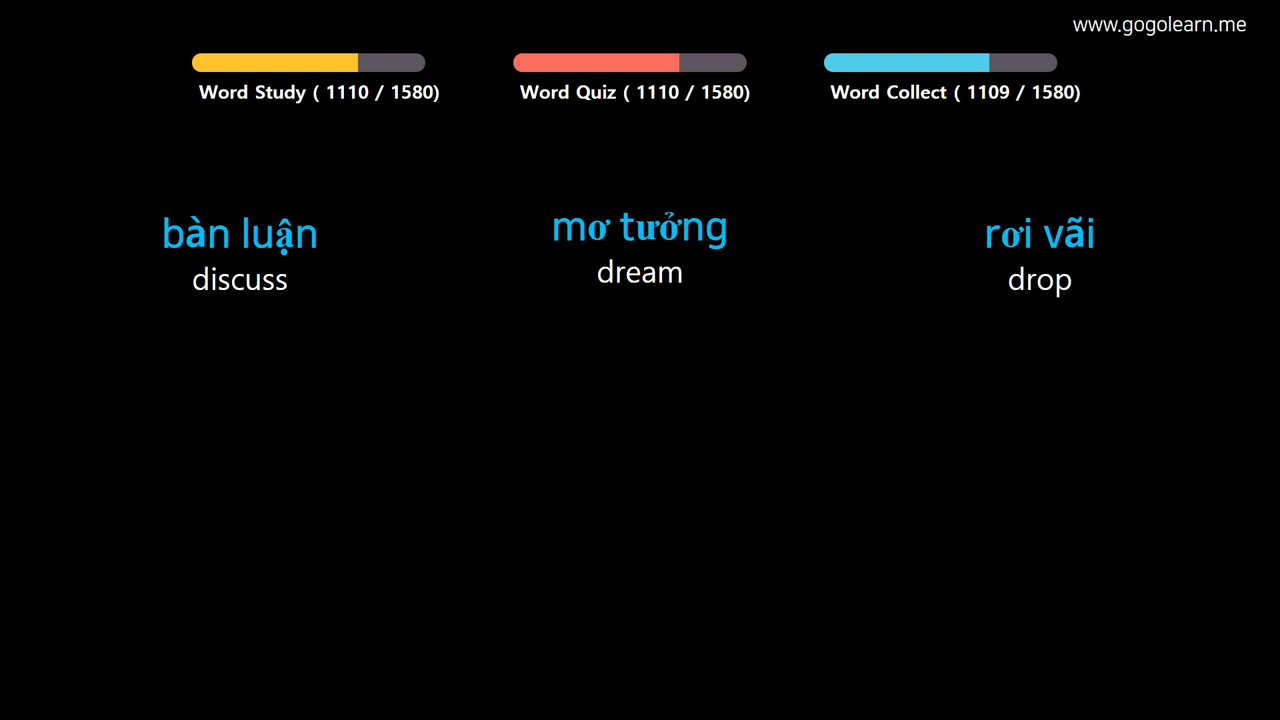 www.gogolearn.me
Word Study ( 1110 / 1580)
Word Quiz ( 1110 / 1580)
Word Collect ( 1109 / 1580)
bàn luận
discuss
mơ tưởng
dream
rơi vãi
drop